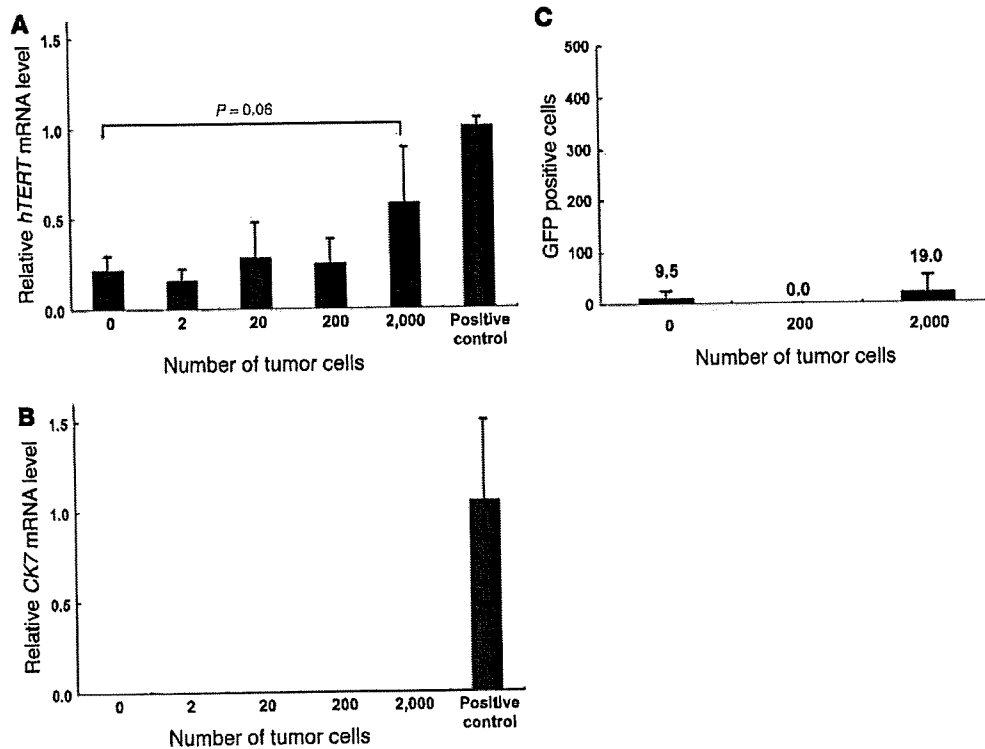 A
1.5
1.0
0.5
0.0
Relative hTERT mRNA level
P = 0.06
0 2 20 200 2,000 Positive control
Number of tumor cells
C
500
400
300
200
100
0
GFP positive cells
9.5 0.0 19.0
0 200 2,000
Number of tumor cells
B
1.5
1.0
0.5
0.0
Relative CK7 mRNA level
0 2 20 200 2,000 Positive control
Number of tumor cells